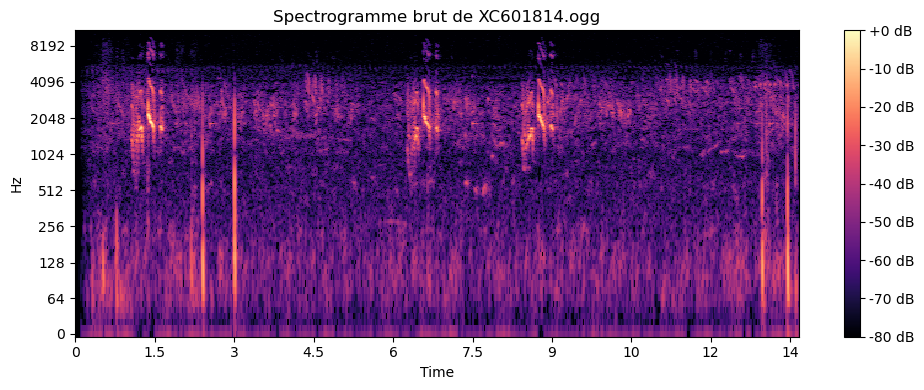 Spectrogramme brut de XC601814.ogg
8192
4096
2048
1024
512
256
128
64
0
Hz
0 1.5 3 4.5 6 7.5 9 10 12 14
Time
+0 dB
-10 dB
-20 dB
-30 dB
-40 dB
-50 dB
-60 dB
-70 dB
-80 dB